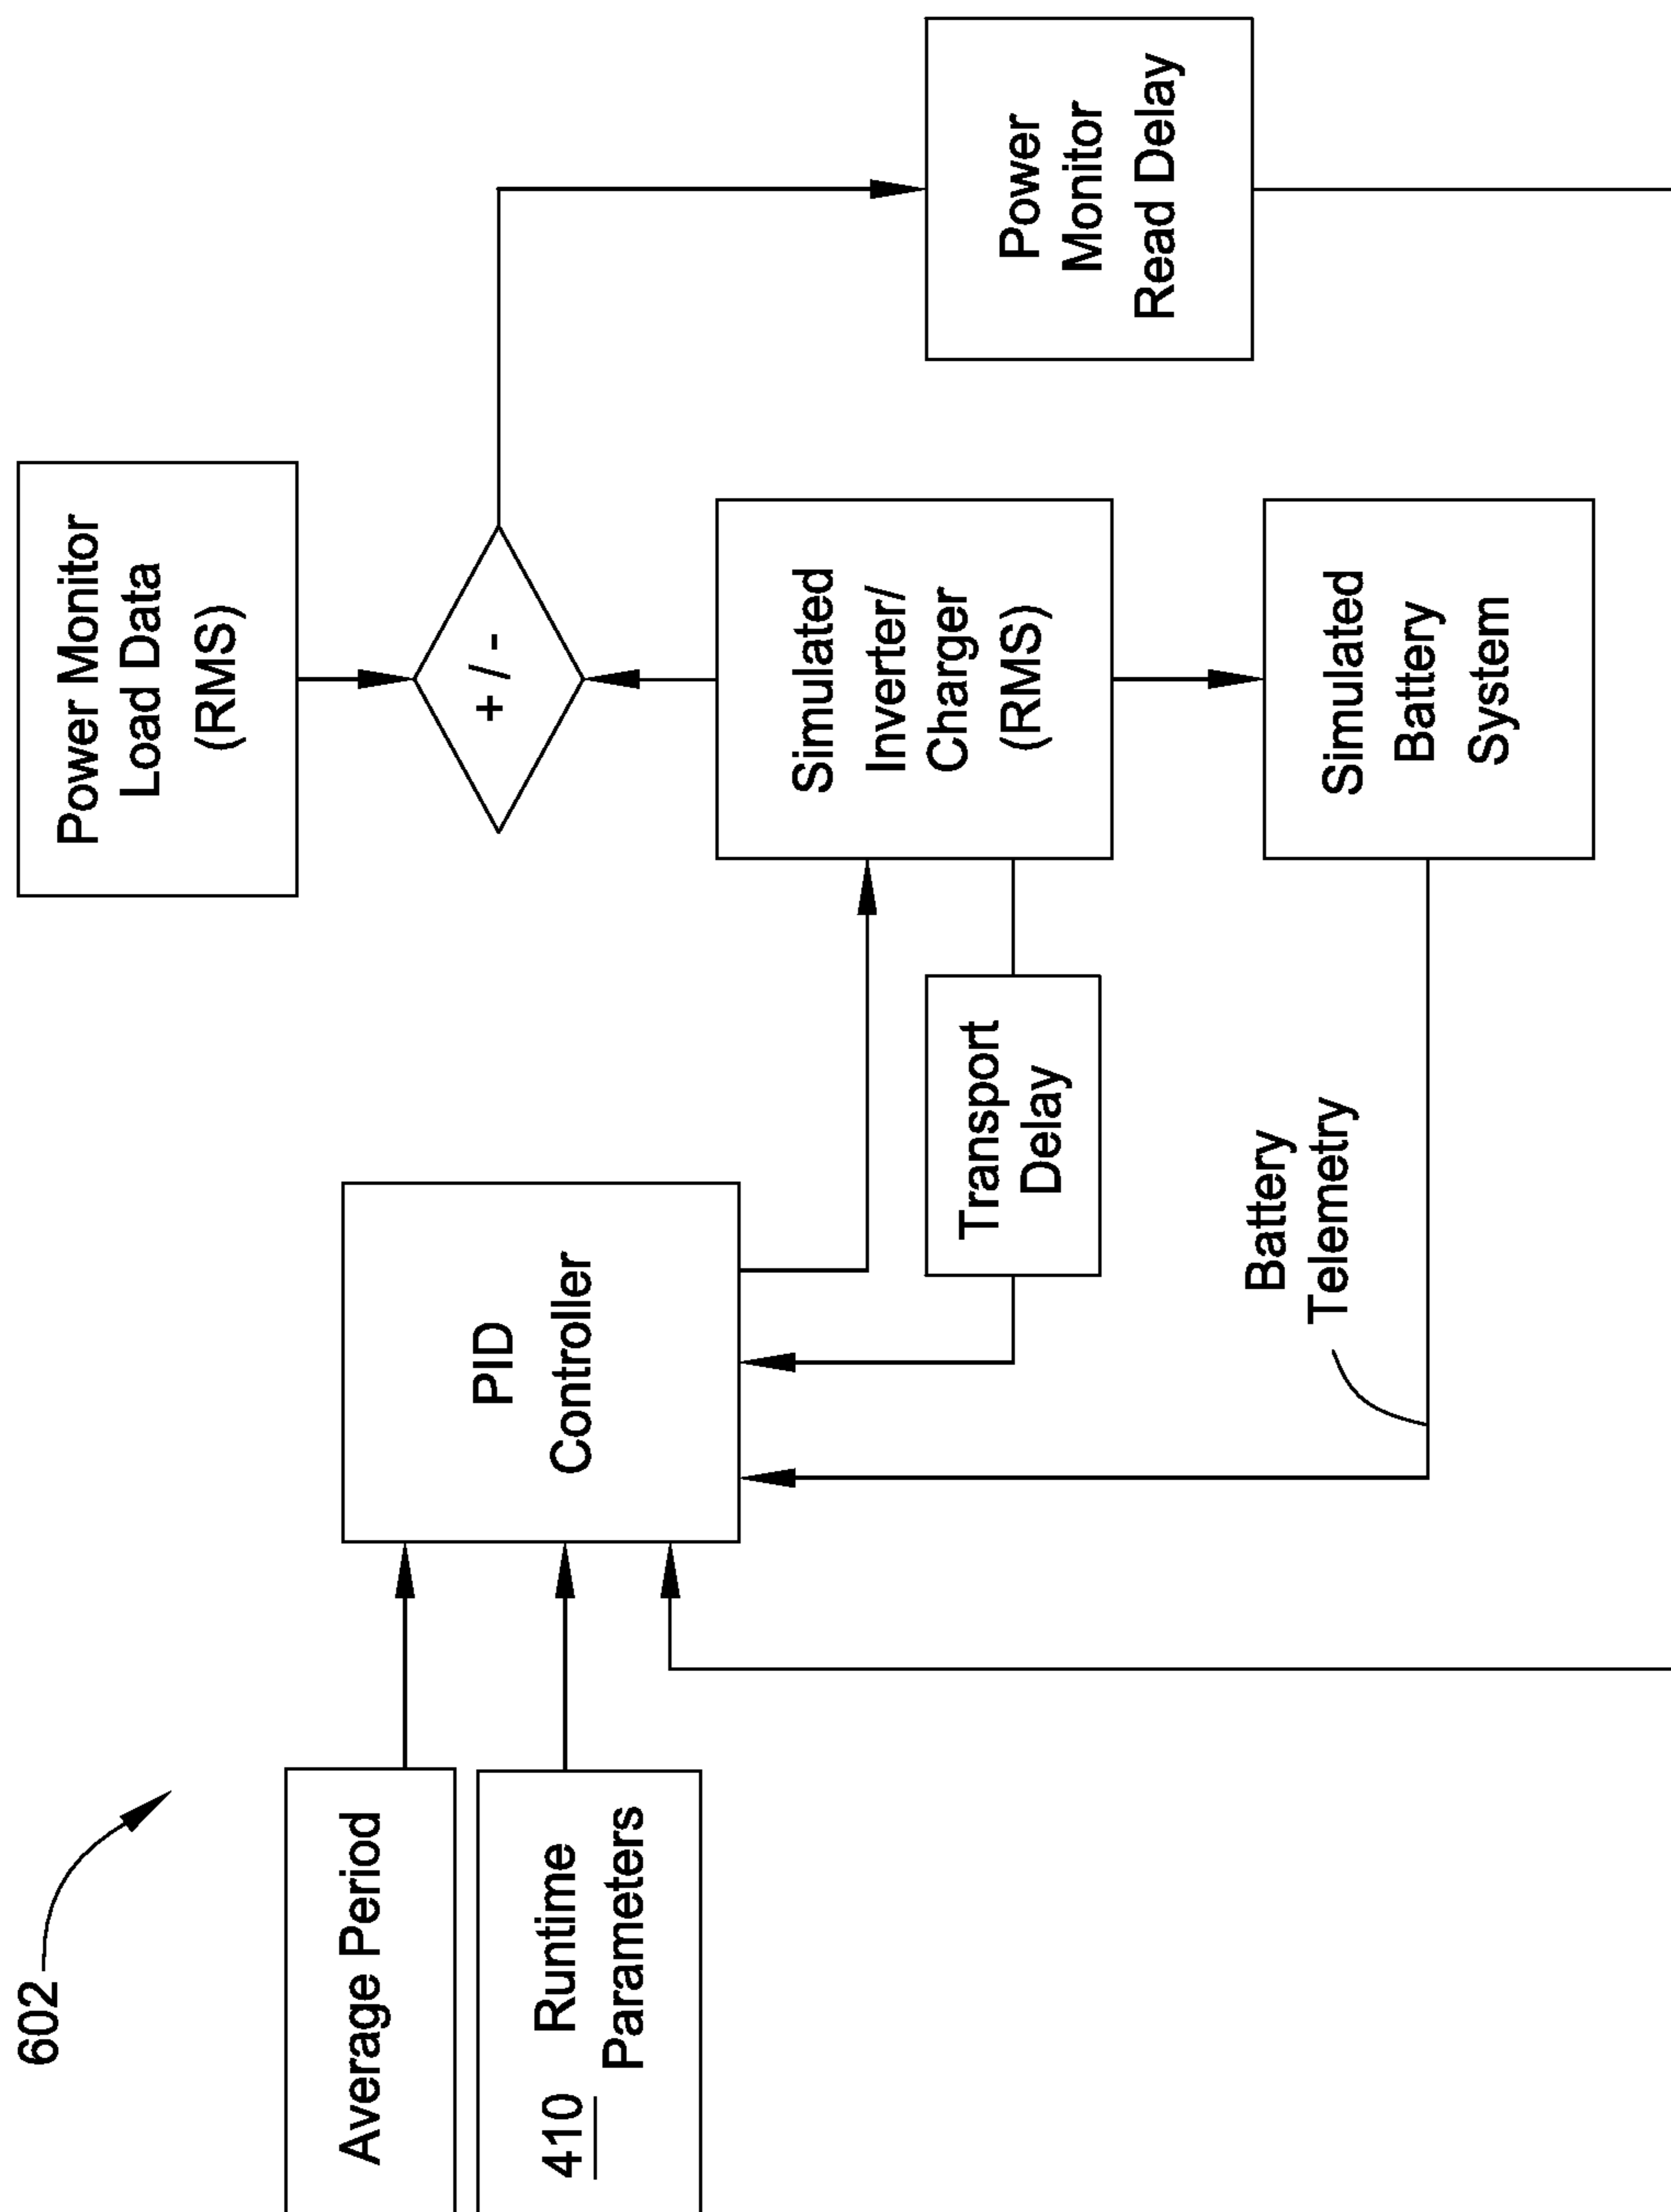 602
Average Period
410 Runtime
Parameters
PID
Controller
Transport
Delay
Battery
Telemetry
Power Monitor
Load Data
(RMS)
+ / -
Simulated
Inverter/
Charger
(RMS)
Simulated
Battery
System
Power
Monitor
Read Delay